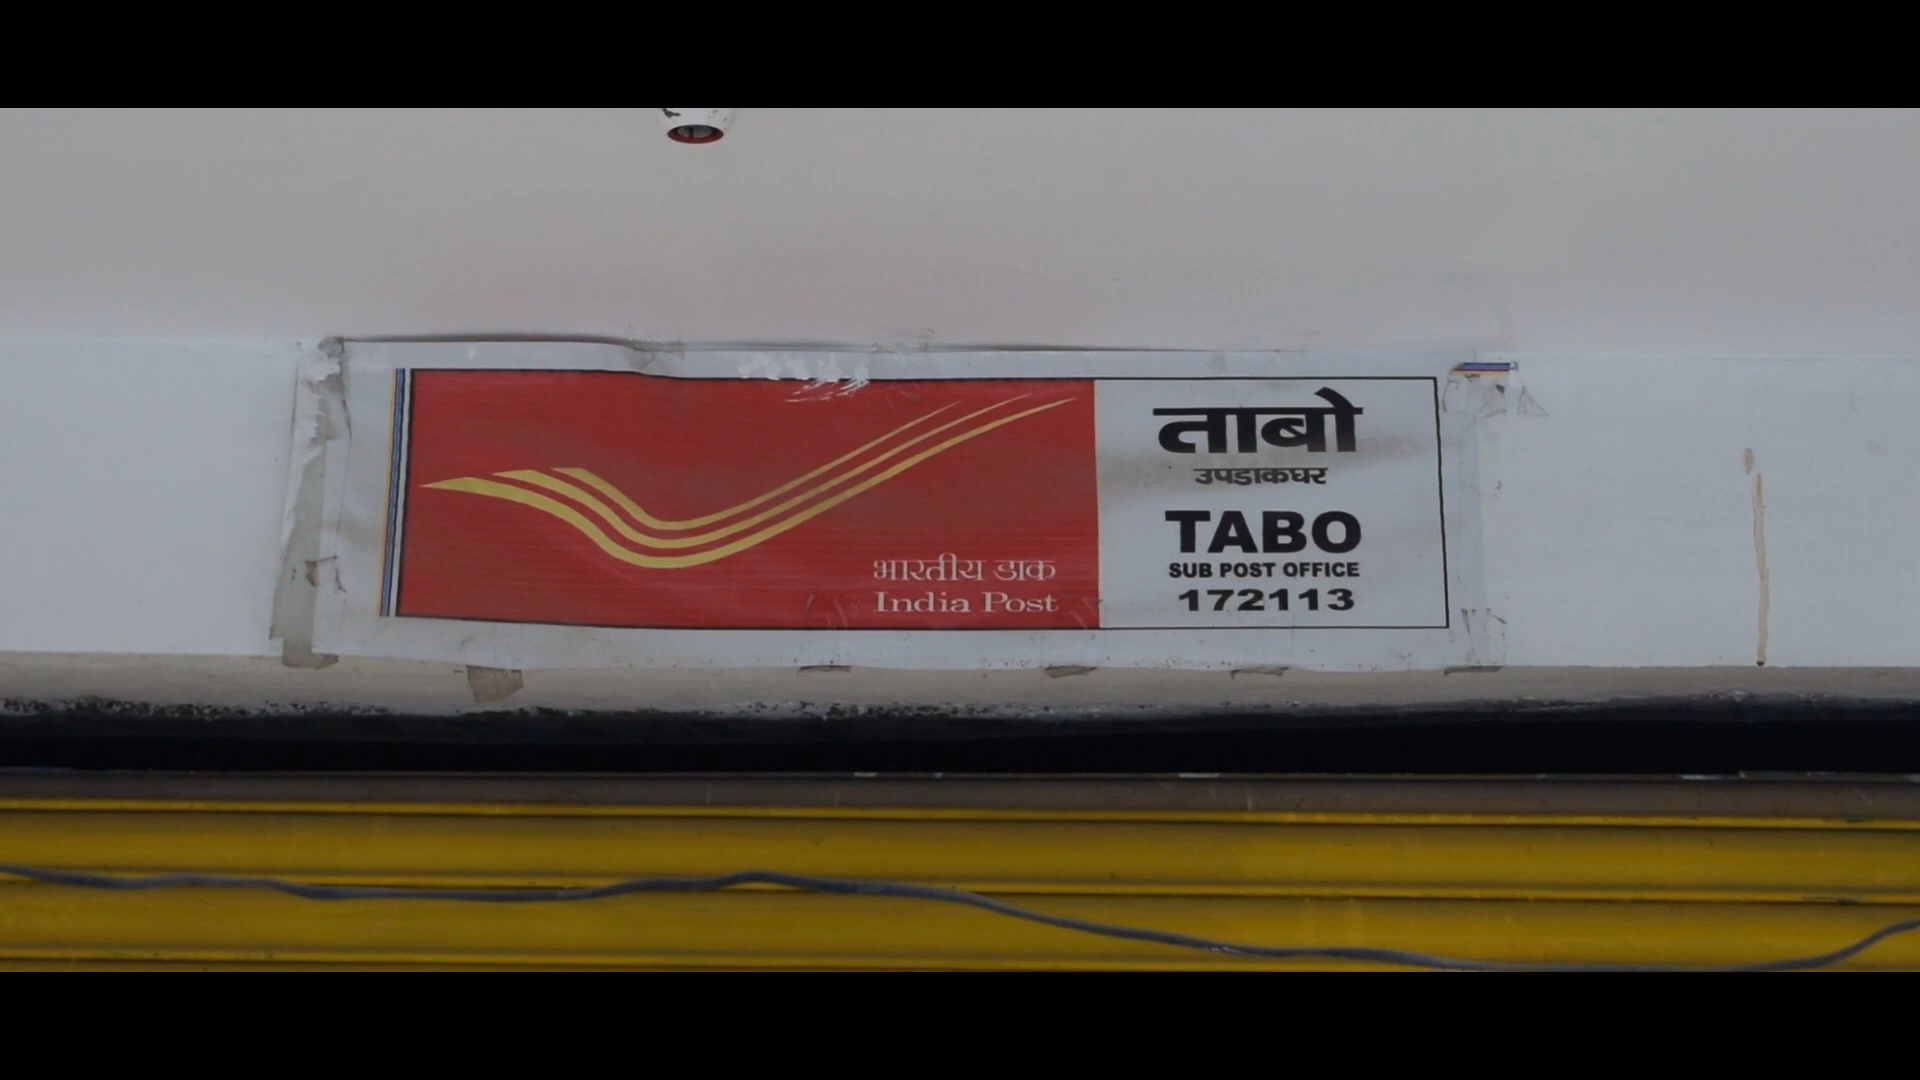 भारतीय डाक
India Post
ताबो
उपडाकघर
TABO
SUB POST OFFICE
172113